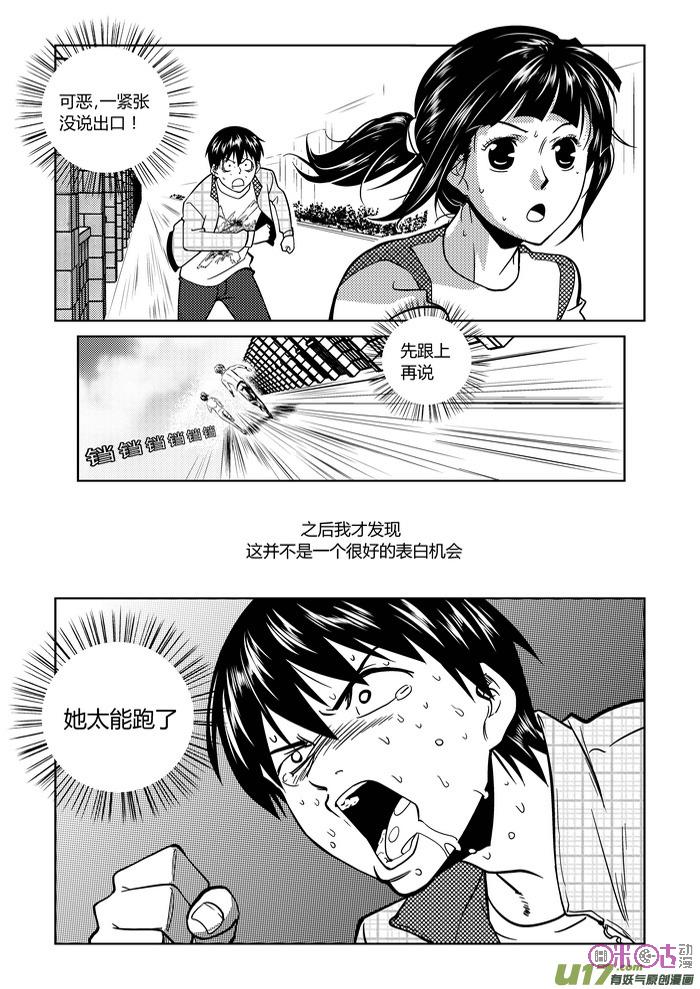 可恶,一紧张
没说出口！
先跟上
再说
铛铛铛铛铛铛
之后我才发现
这并不是一个很好的表白机会
她太能跑了
咪咕动漫
U17
有妖气原创漫画